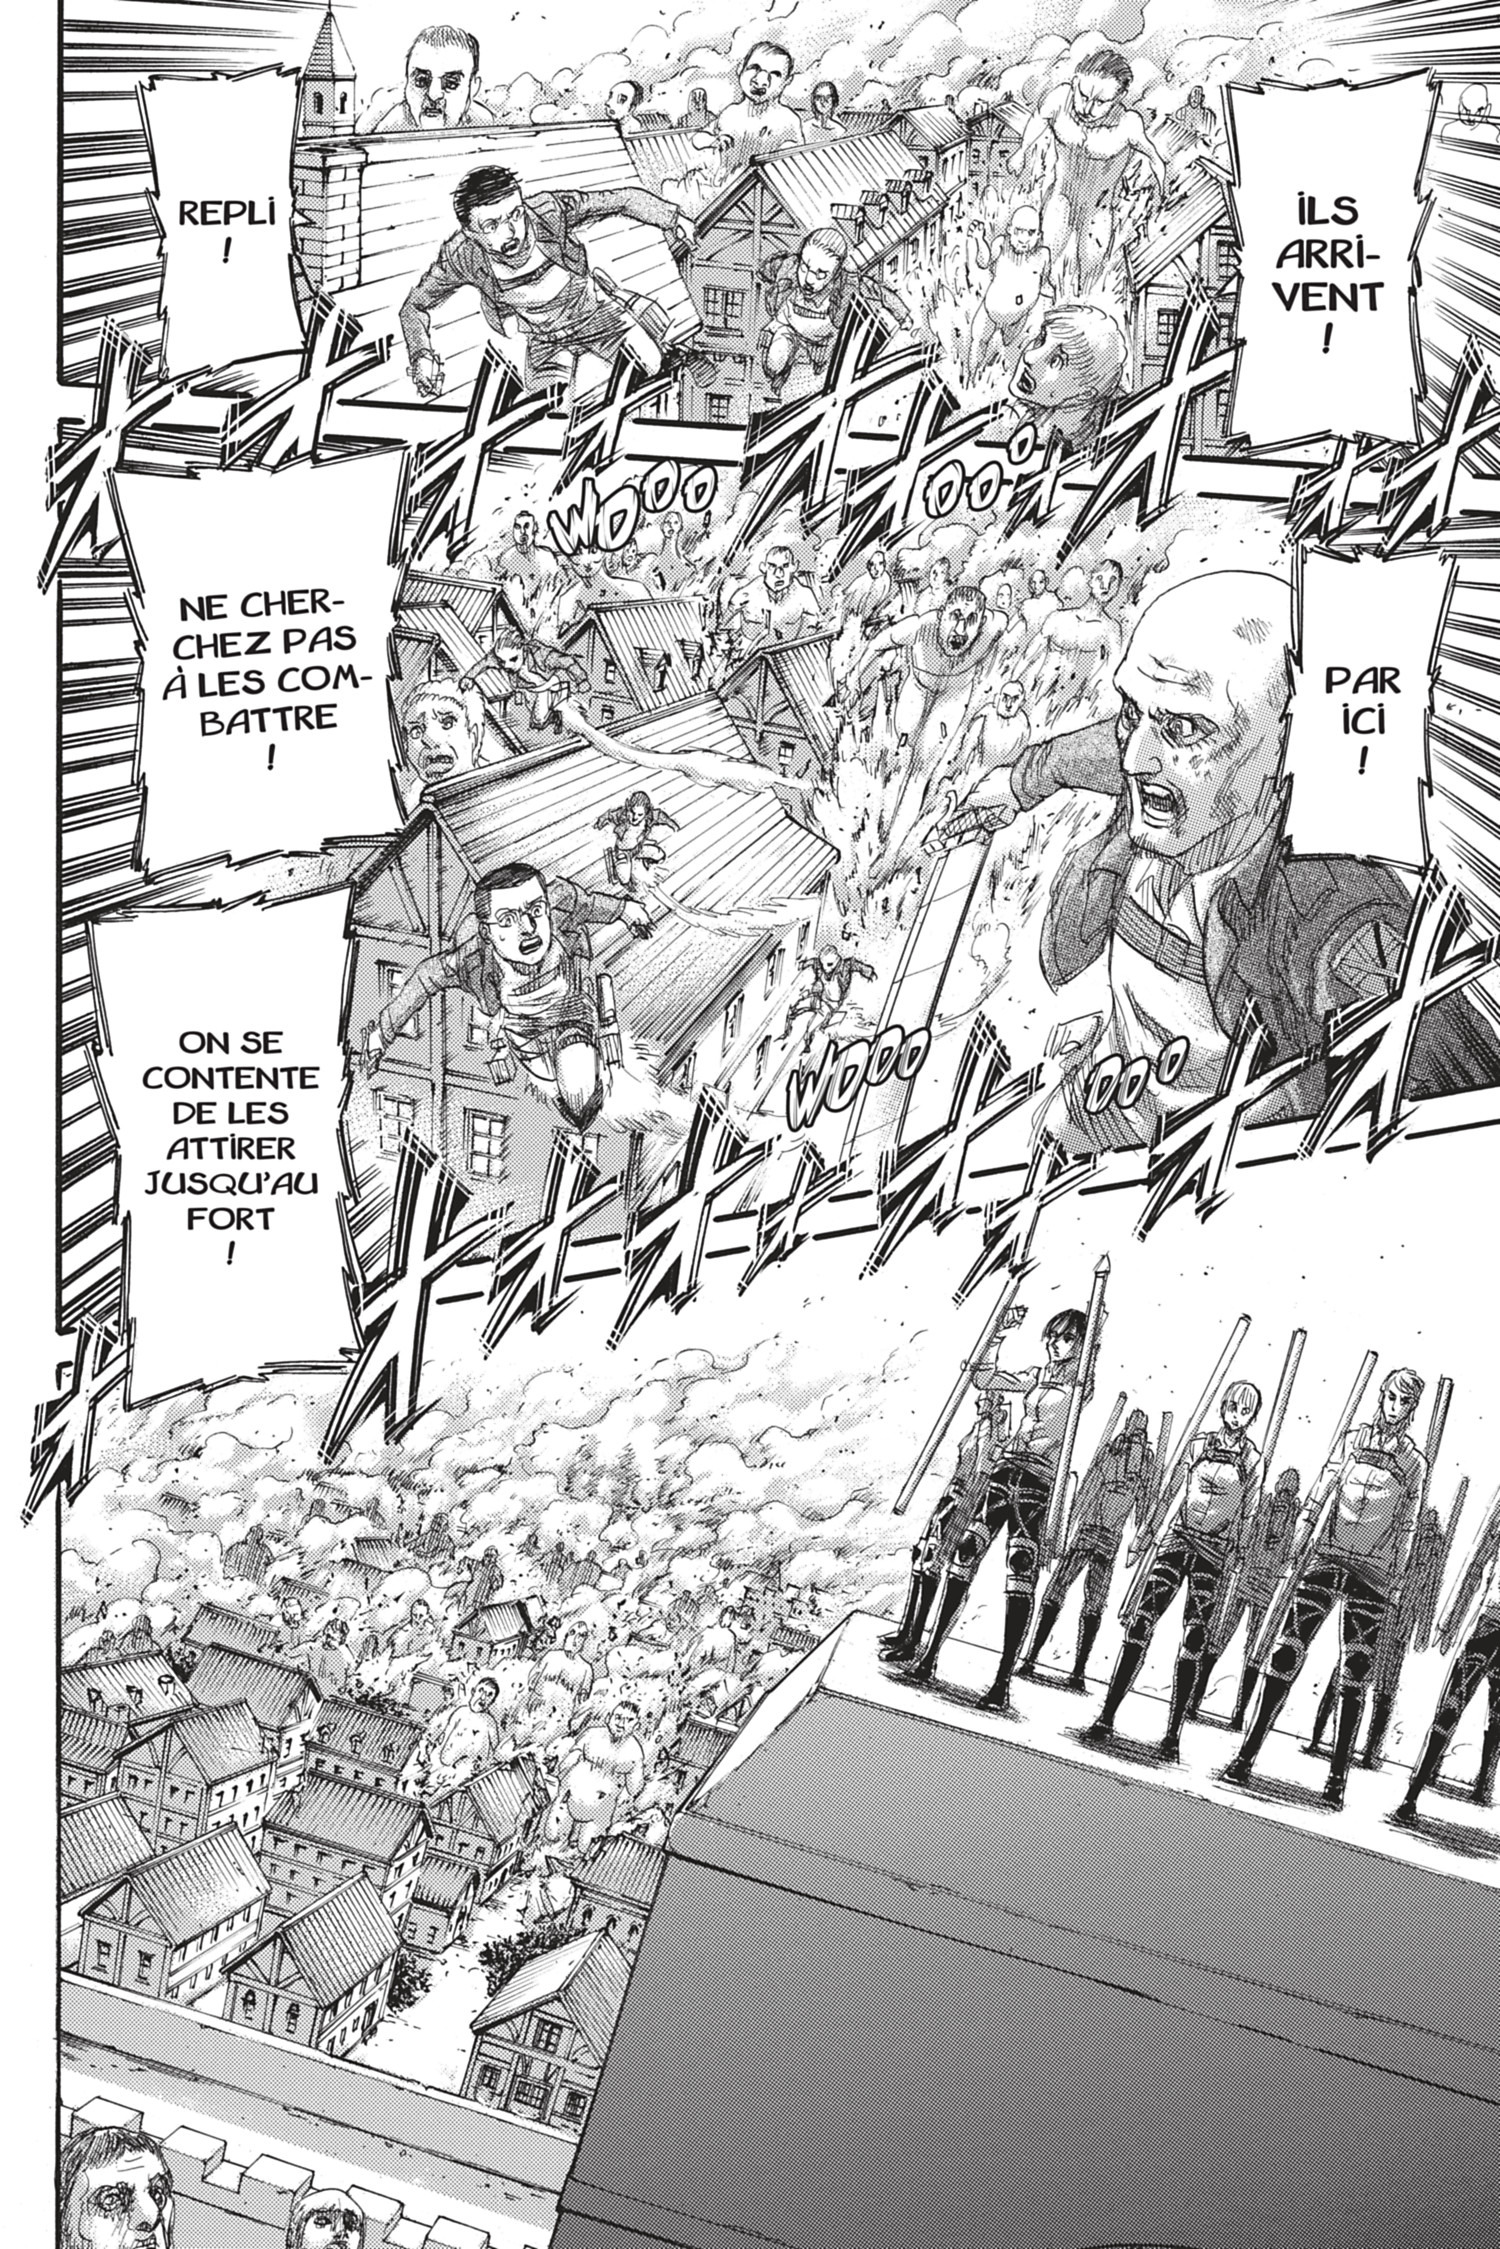 ILS
ARRI-
VENT
!
REPLI
!
WOOO
OOO
PAR
ICI
!
NE CHER-
CHEZ PAS
À LES COM-
BATTRE
!
WOOO
OOO
ON SE
CONTENTE
DE LES
ATTIRER
JUSQU'AU
FORT
!